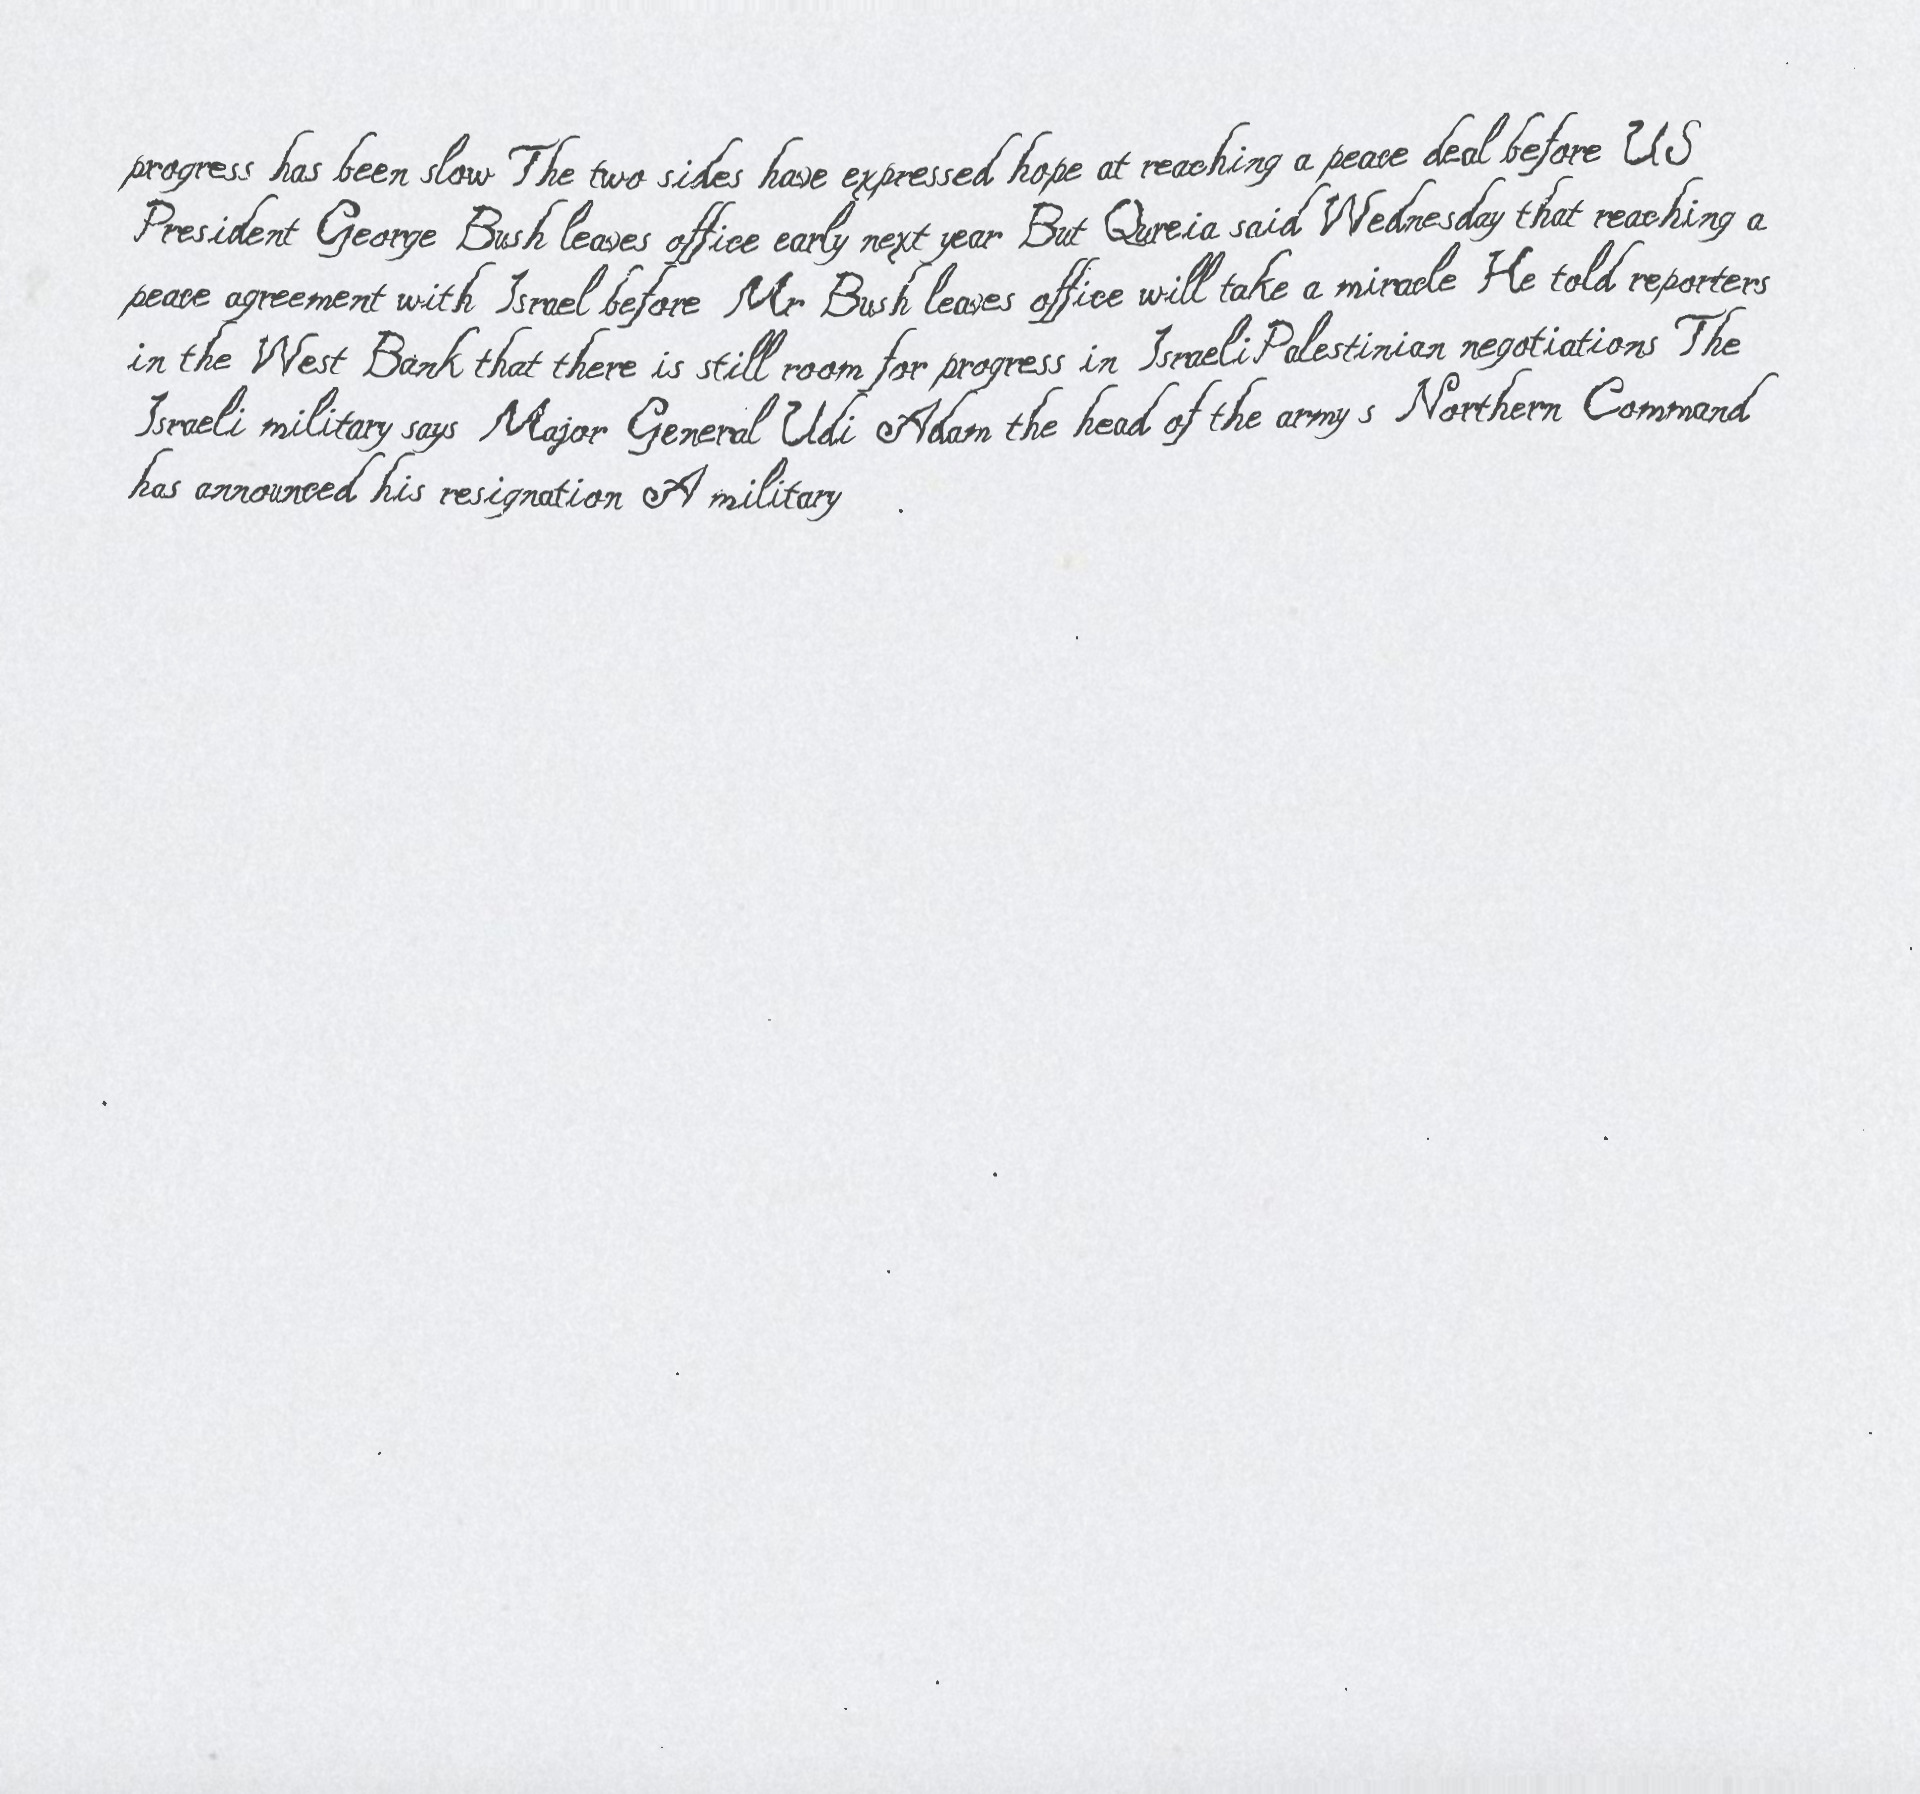 progress has been slow The two sides have expressed hope at reaching a peace deal before US
President George Bush leaves office early next year But Qureia said Wednesday that reaching a
peace agreement with Israel before Mr Bush leaves office will take a miracle He told reporters
in the West Bank that there is still room for progress in IsraeliPalestinian negotiations The
Israeli military says Major General Udi Adam the head of the army s Northern Command
has announced his resignation A military